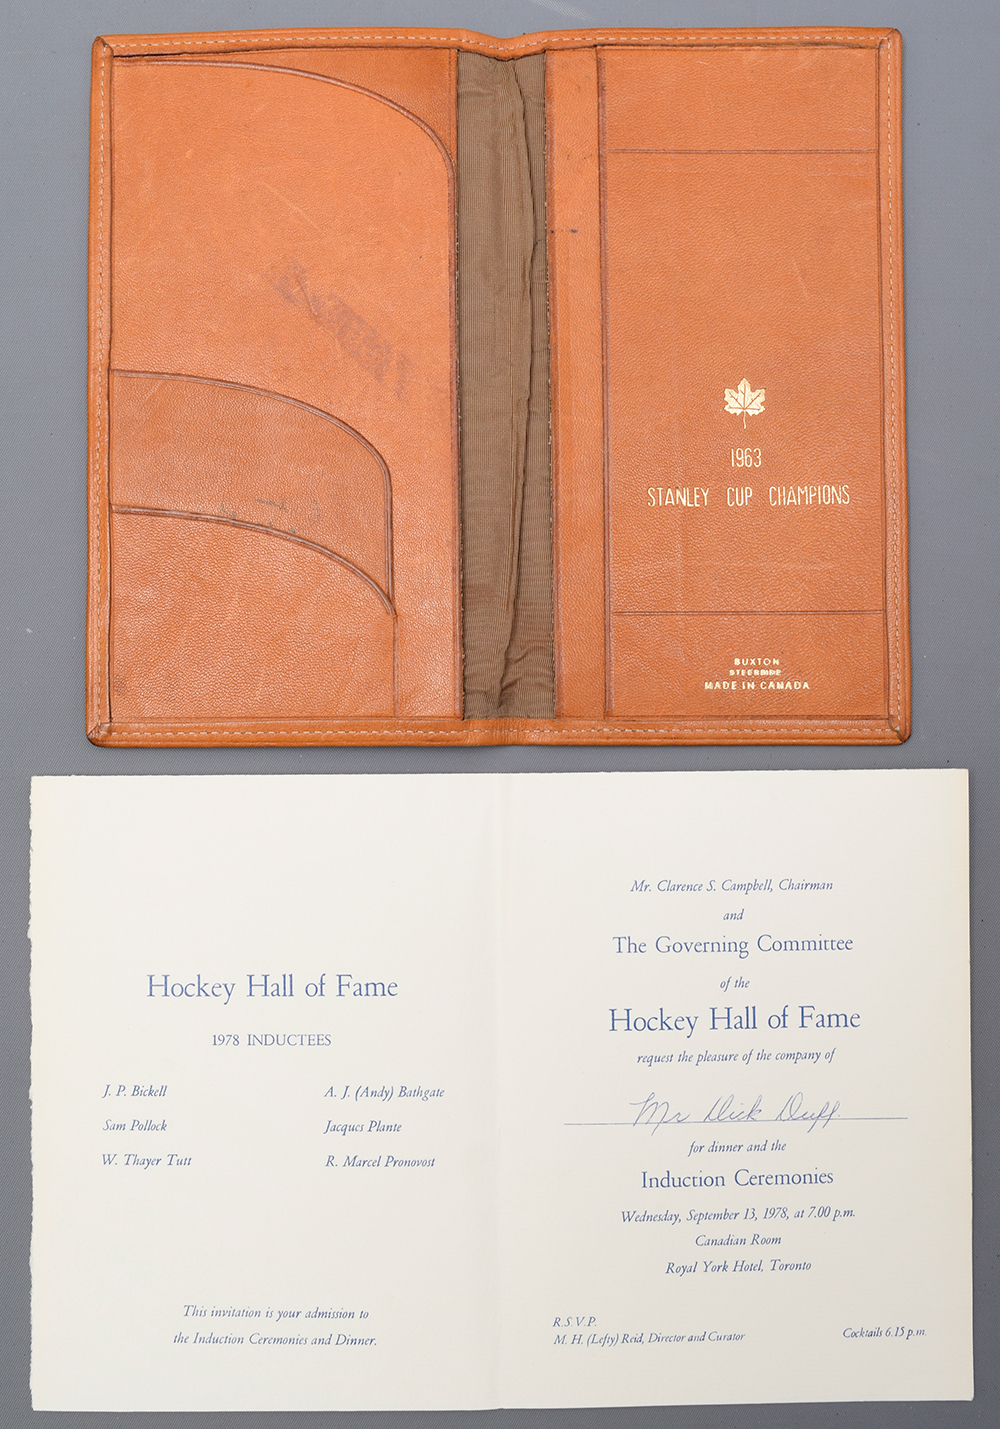 1963
STANLEY CUP CHAMPIONS
BUXTON
STEERHIDE
MADE IN CANADA
Hockey Hall of Fame
1978 INDUCTEES
J. P. Bickell
A. J. (Andy) Bathgate
Sam Pollock
Jacques Plante
W. Thayer Tutt
R. Marcel Pronovost
This invitation is your admission to
the Induction Ceremonies and Dinner.
Mr. Clarence S. Campbell, Chairman
and
The Governing Committee
of the
Hockey Hall of Fame
request the pleasure of the company of
Mr Dick Duff
for dinner and the
Induction Ceremonies
Wednesday, September 13, 1978, at 7.00 p.m.
Canadian Room
Royal York Hotel, Toronto
R.S.V.P.
M. H. (Lefty) Reid, Director and Curator
Cocktails 6.15 p.m.